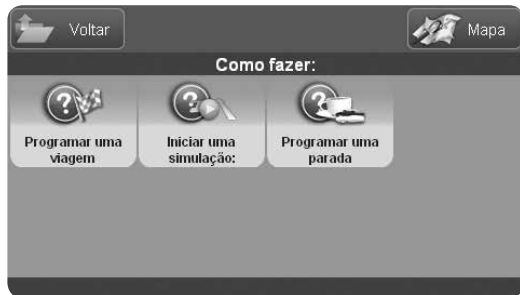 Voltar
Mapa
Como fazer:
Programar uma
viagem
Iniciar uma
simulação:
Programar uma
parada